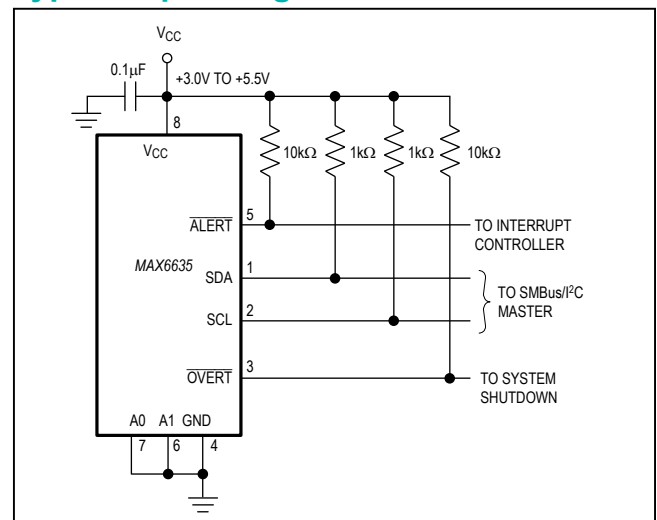 VCC
0.1μF
+3.0V TO +5.5V
8
VCC
10kΩ
1kΩ
1kΩ
10kΩ
ALERT
5
TO INTERRUPT
CONTROLLER
MAX6635
SDA
1
TO SMBus/I2C
MASTER
SCL
2
OVERT
3
TO SYSTEM
SHUTDOWN
A0 A1 GND
7 6 4